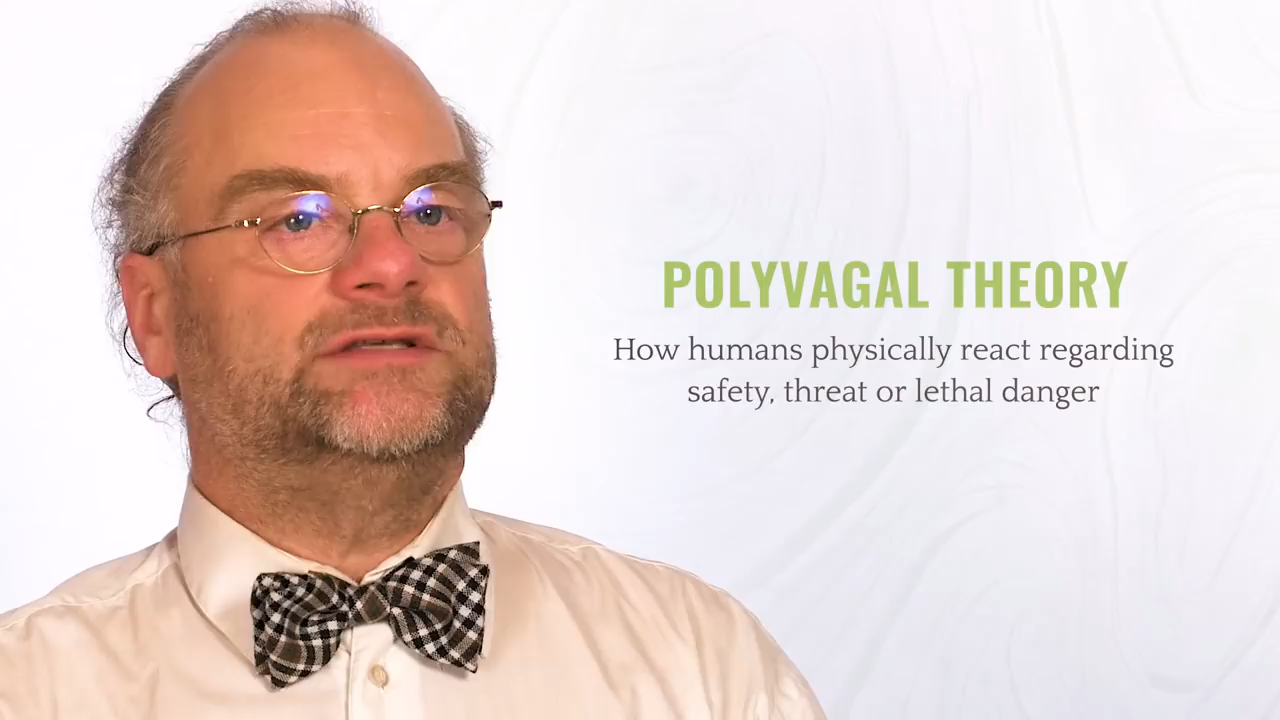 POLYVAGAL THEORY
How humans physically react regarding
safety, threat or lethal danger